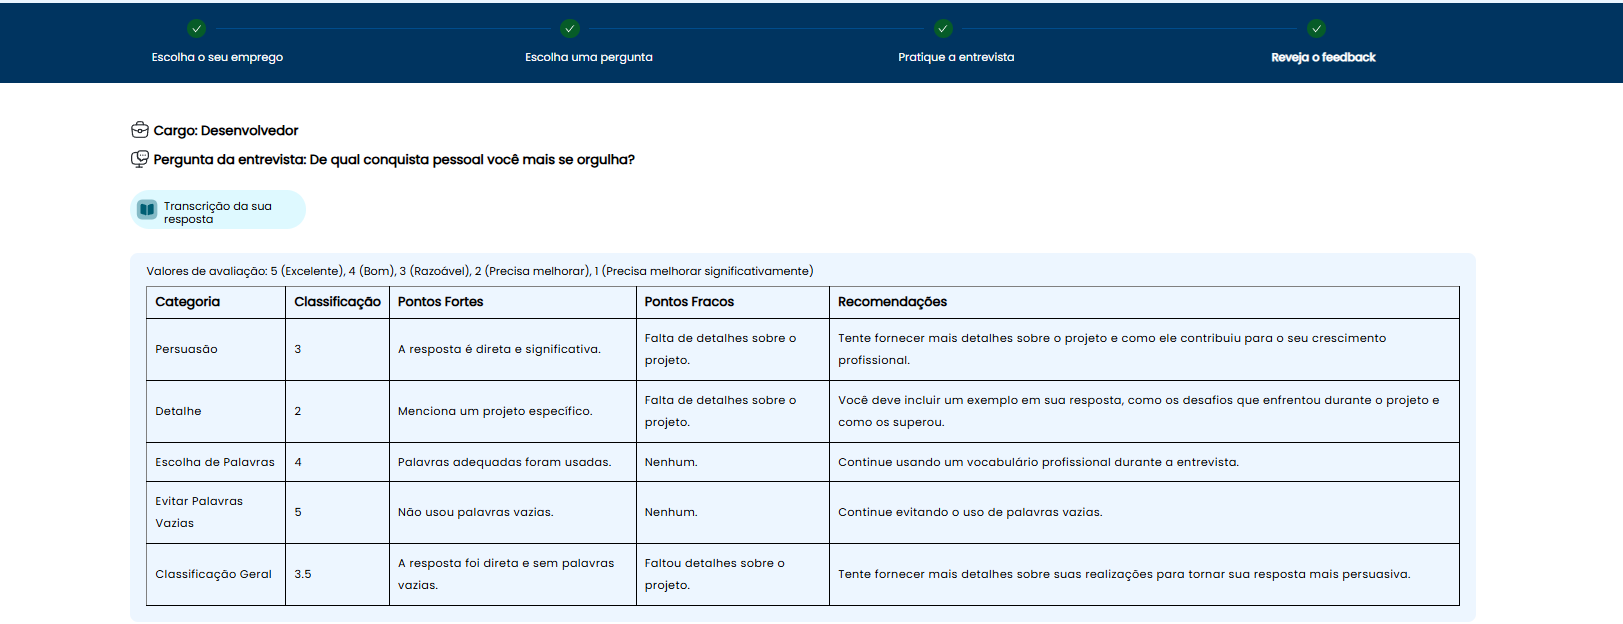 Escolha o seu emprego
Escolha uma pergunta
Pratique a entrevista
Reveja o feedback
Cargo: Desenvolvedor
Pergunta da entrevista: De qual conquista pessoal você mais se orgulha?
Transcrição da sua
resposta
Valores de avaliação: 5 (Excelente), 4 (Bom), 3 (Razoável), 2 (Precisa melhorar), 1 (Precisa melhorar significativamente)
Categoria
Classificação
Pontos Fortes
Pontos Fracos
Recomendações
Persuasão
3
A resposta é direta e significativa.
Falta de detalhes sobre o
projeto.
Tente fornecer mais detalhes sobre o projeto e como ele contribuiu para o seu crescimento
profissional.
Detalhe
2
Menciona um projeto específico.
Falta de detalhes sobre o
projeto.
Você deve incluir um exemplo em sua resposta, como os desafios que enfrentou durante o projeto e
como os superou.
Escolha de Palavras
4
Palavras adequadas foram usadas.
Nenhum.
Continue usando um vocabulário profissional durante a entrevista.
Evitar Palavras
Vazias
5
Não usou palavras vazias.
Nenhum.
Continue evitando o uso de palavras vazias.
Classificação Geral
3.5
A resposta foi direta e sem palavras
vazias.
Faltou detalhes sobre o
projeto.
Tente fornecer mais detalhes sobre suas realizações para tornar sua resposta mais persuasiva.